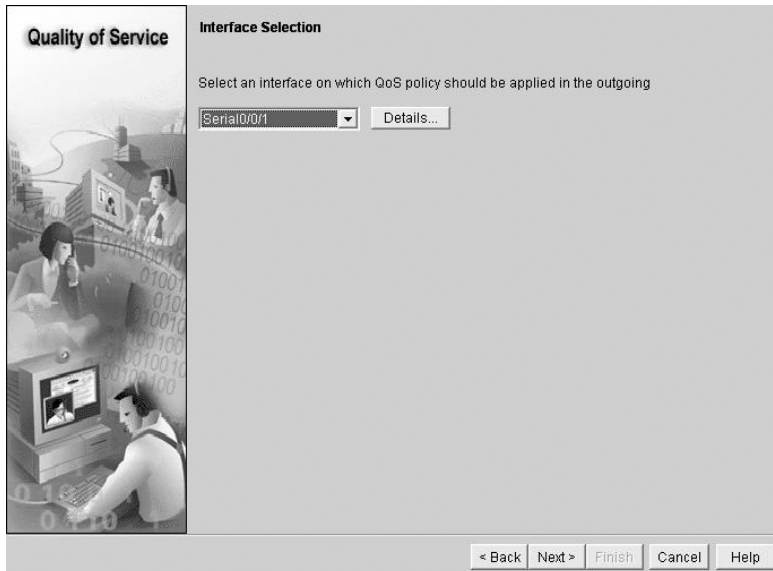 Quality of Service
Interface Selection
Select an interface on which QoS policy should be applied in the outgoing
Serial0/0/1
Details...
< Back
Next >
Finish
Cancel
Help